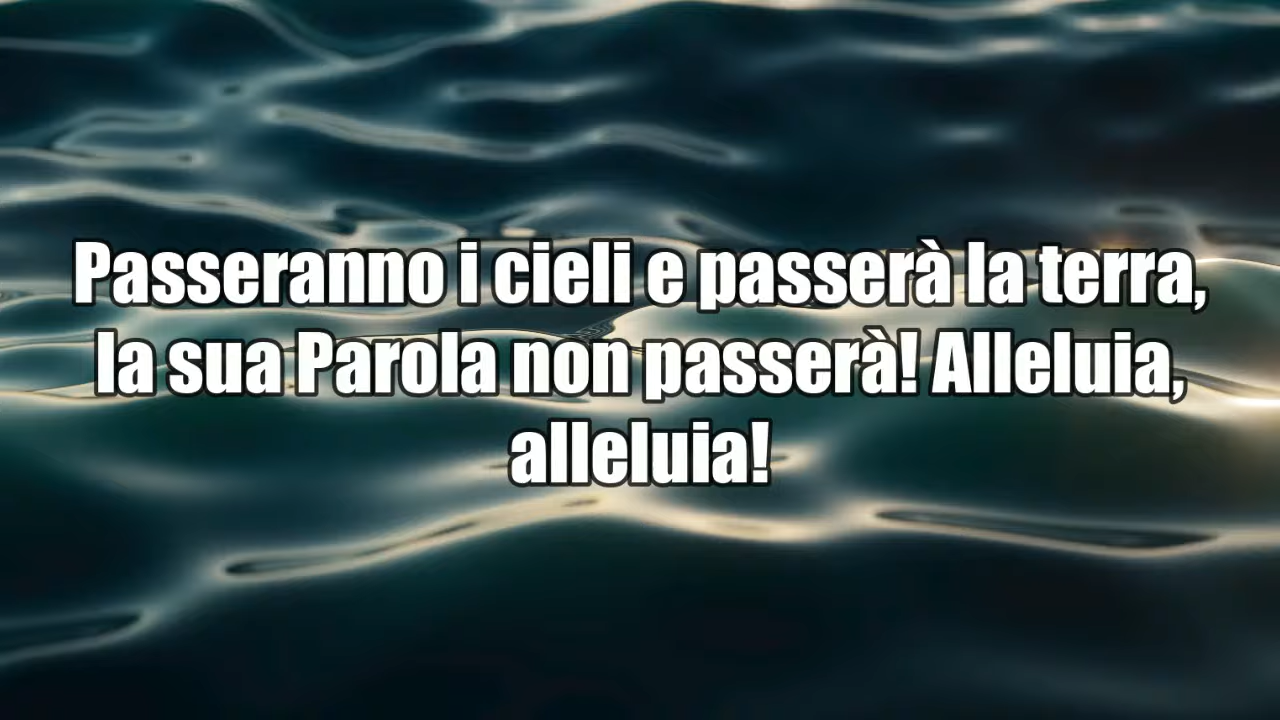 Passeranno i cieli e passerà la terra,
la sua Parola non passerà! Alleluia,
alleluia!